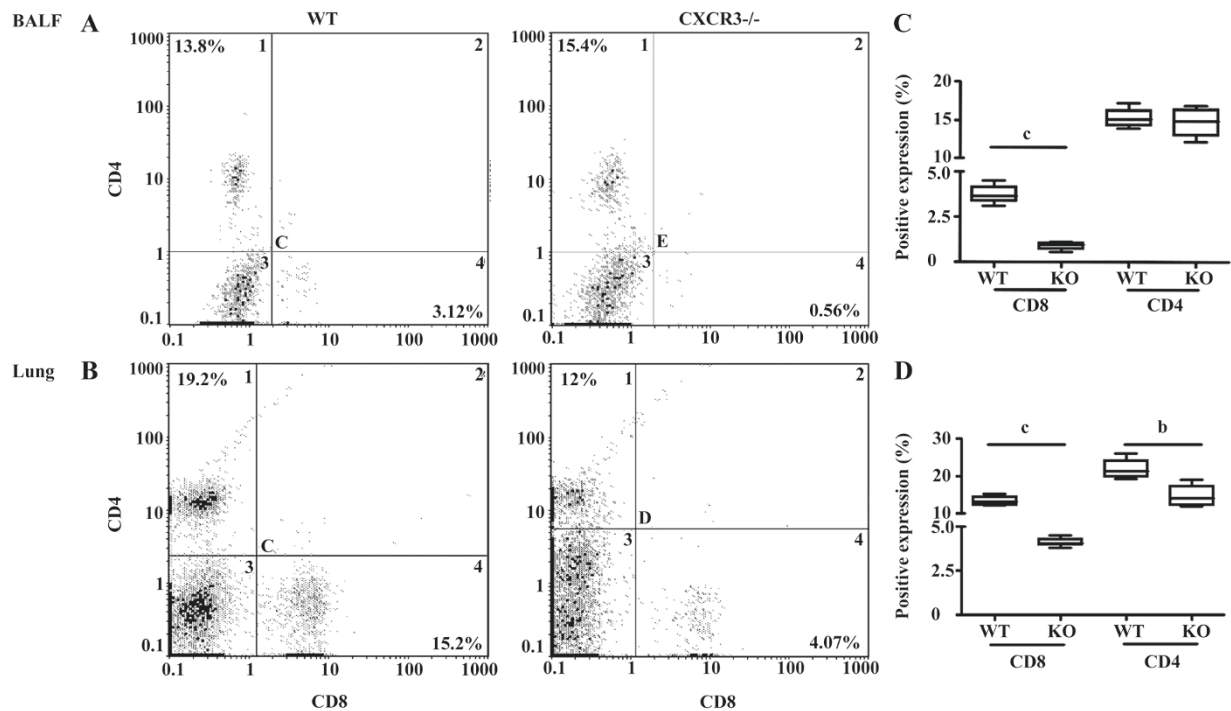 BALF
A
WT
CXCR3-/-
C
1000
100
10
1
0.1
CD4
13.8%
1
2
C
3
4
3.12%
0.1
1
10
100
1000
1000
100
10
1
0.1
15.4%
1
2
E
3
4
0.56%
0.1
1
10
100
1000
Positive expression (%)
20
15
10
5.0
2.5
0
c
WT
KO
WT
KO
CD8
CD4
Lung
B
1000
100
10
1
0.1
CD4
19.2%
1
2
C
3
4
15.2%
0.1
1
10
100
1000
CD8
1000
100
10
1
0.1
12%
1
2
D
3
4
4.07%
0.1
1
10
100
1000
CD8
D
Positive expression (%)
30
20
10
5.0
2.5
0
c
b
WT
KO
WT
KO
CD8
CD4